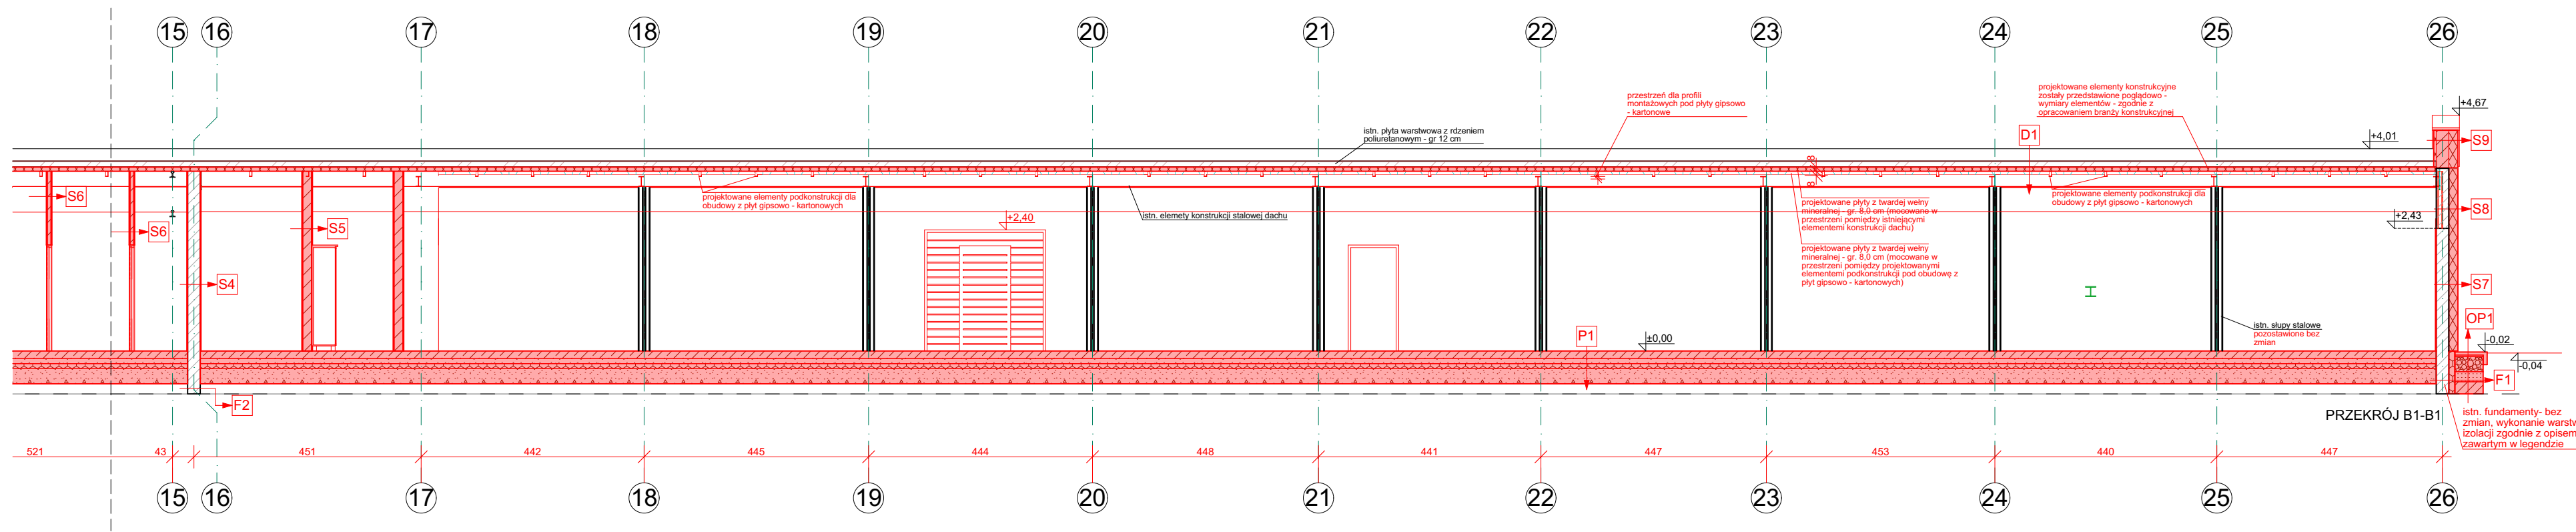 15
16
17
18
19
20
21
22
23
24
25
26
przestrzeń dla profili
montażowych pod płyty gipsowo
- kartonowe
projektowane elementy konstrukcyjne
zostały przedstawione poglądowo -
wymiary elementów - zgodnie z
opracowaniem branży konstrukcyjnej
+4,67
istn. płyta warstwowa z rdzeniem
poliuretanowym - gr 12 cm
D1
+4,01
S9
8
8
8
S6
projektowane elementy podkonstrukcji dla
obudowy z płyt gipsowo - kartonowych
istn. elemety konstrukcji stalowej dachu
projektowane elementy podkonstrukcji dla
obudowy z płyt gipsowo - kartonowych
projektowane płyty z twardej wełny
mineralnej - gr. 8,0 cm (mocowane w
przestrzeni pomiędzy istniejącymi
elementemi konstrukcji dachu)
S8
+2,40
+2,43
S6
S5
projektowane płyty z twardej wełny
mineralnej - gr. 8,0 cm (mocowane w
przestrzeni pomiędzy projektowanymi
elementemi podkonstrukcji pod obudowę z
płyt gipsowo - kartonowych)
S4
S7
istn. słupy stalowe
pozostawione bez
zmian
OP1
P1
±0,00
-0,02
-0,04
F1
F2
PRZEKRÓJ B1-B1
istn. fundamenty- bez
zmian, wykonanie warstw
izolacji zgodnie z opisem
zawartym w legendzie
521
43
451
442
445
444
448
441
447
453
440
447
15
16
17
18
19
20
21
22
23
24
25
26